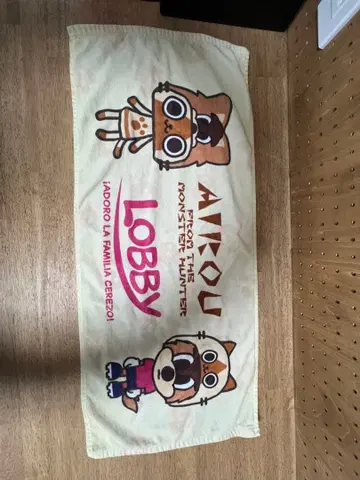 AIROU
FROM THE
MONSTER HUNTER
LOBBY
¡ADORO LA FAMILIA CEREZO!